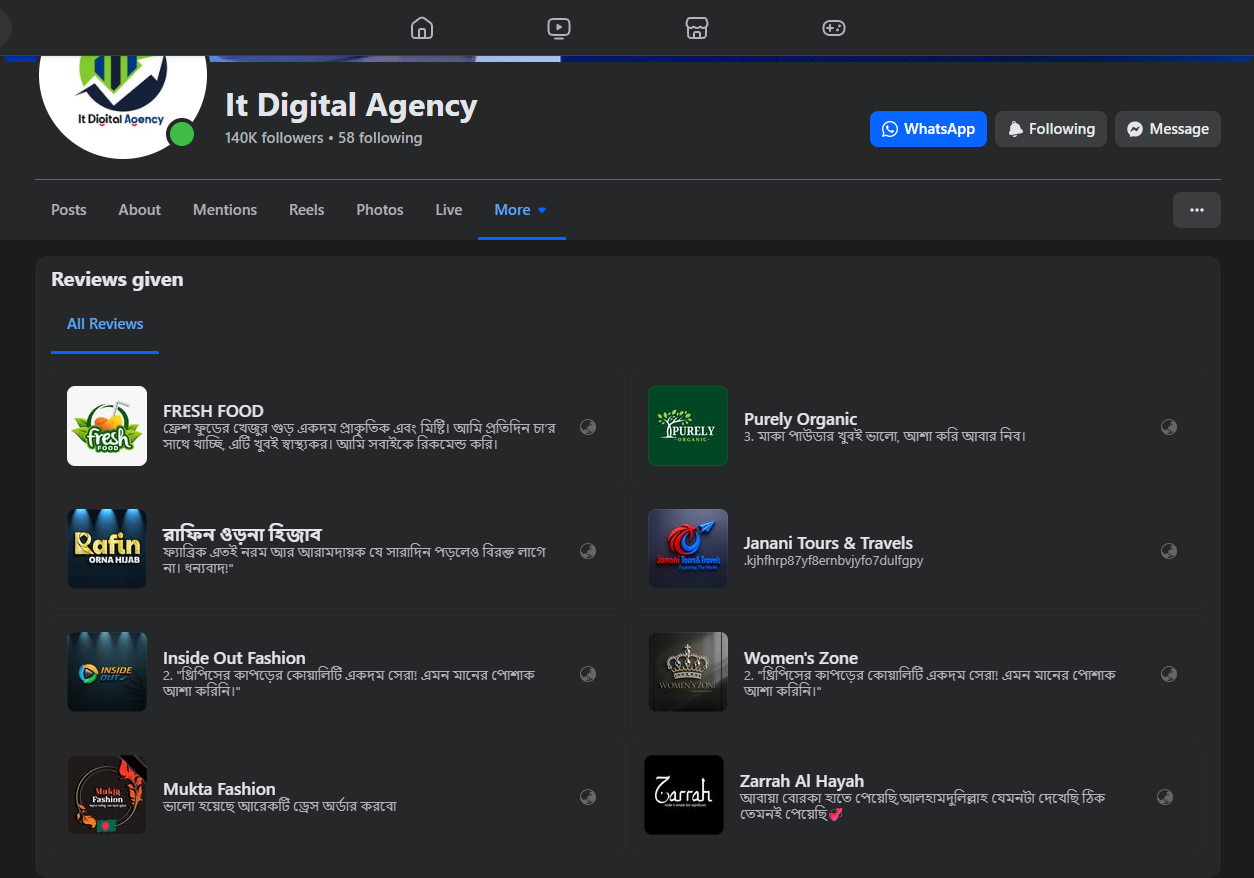 It Digital Agency
It Digital Agency
140K followers • 58 following
WhatsApp
Following
Message
Posts
About
Mentions
Reels
Photos
Live
More
Reviews given
All Reviews
fresh
FOOD
FRESH FOOD
ফ্রেশ ফুডের খেজুর গুড় একদম প্রাকৃতিক এবং মিষ্টি। আমি প্রতিদিন চা'র
সাথে খাচ্ছি, এটি খুবই স্বাস্থ্যকর। আমি সবাইকে রিকমেন্ড করি।
PURELY
ORGANIC
Purely Organic
3. মাকা পাউডার খুবই ভালো, আশা করি আবার নিব।
Rafin
ORNA HIJAB
রাফিন ওড়না হিজাব
ফ্যাব্রিক এতই নরম আর আরামদায়ক যে সারাদিন পড়লেও বিরক্ত লাগে
না। ধন্যবাদ!"
Janani Tours & Travels
Exploring The World
Janani Tours & Travels
.kjhfhrp87yf8ernbvjyfo7dulfgpy
INSIDE
OUT
Inside Out Fashion
2. "থ্রিপিসের কাপড়ের কোয়ালিটি একদম সেরা! এমন মানের পোশাক
আশা করিনি।"
WOMEN'S ZONE
Women's Zone
2. "থ্রিপিসের কাপড়ের কোয়ালিটি একদম সেরা! এমন মানের পোশাক
আশা করিনি।"
Mukta
Fashion
Mukta Fashion
ভালো হয়েছে আরেকটি ড্রেস অর্ডার করবো
Zarrah
Zarrah Al Hayah
আবায়া বোরকা হাতে পেয়েছি,আলহামদুলিল্লাহ যেমনটা দেখেছি ঠিক
তেমনই পেয়েছি💞